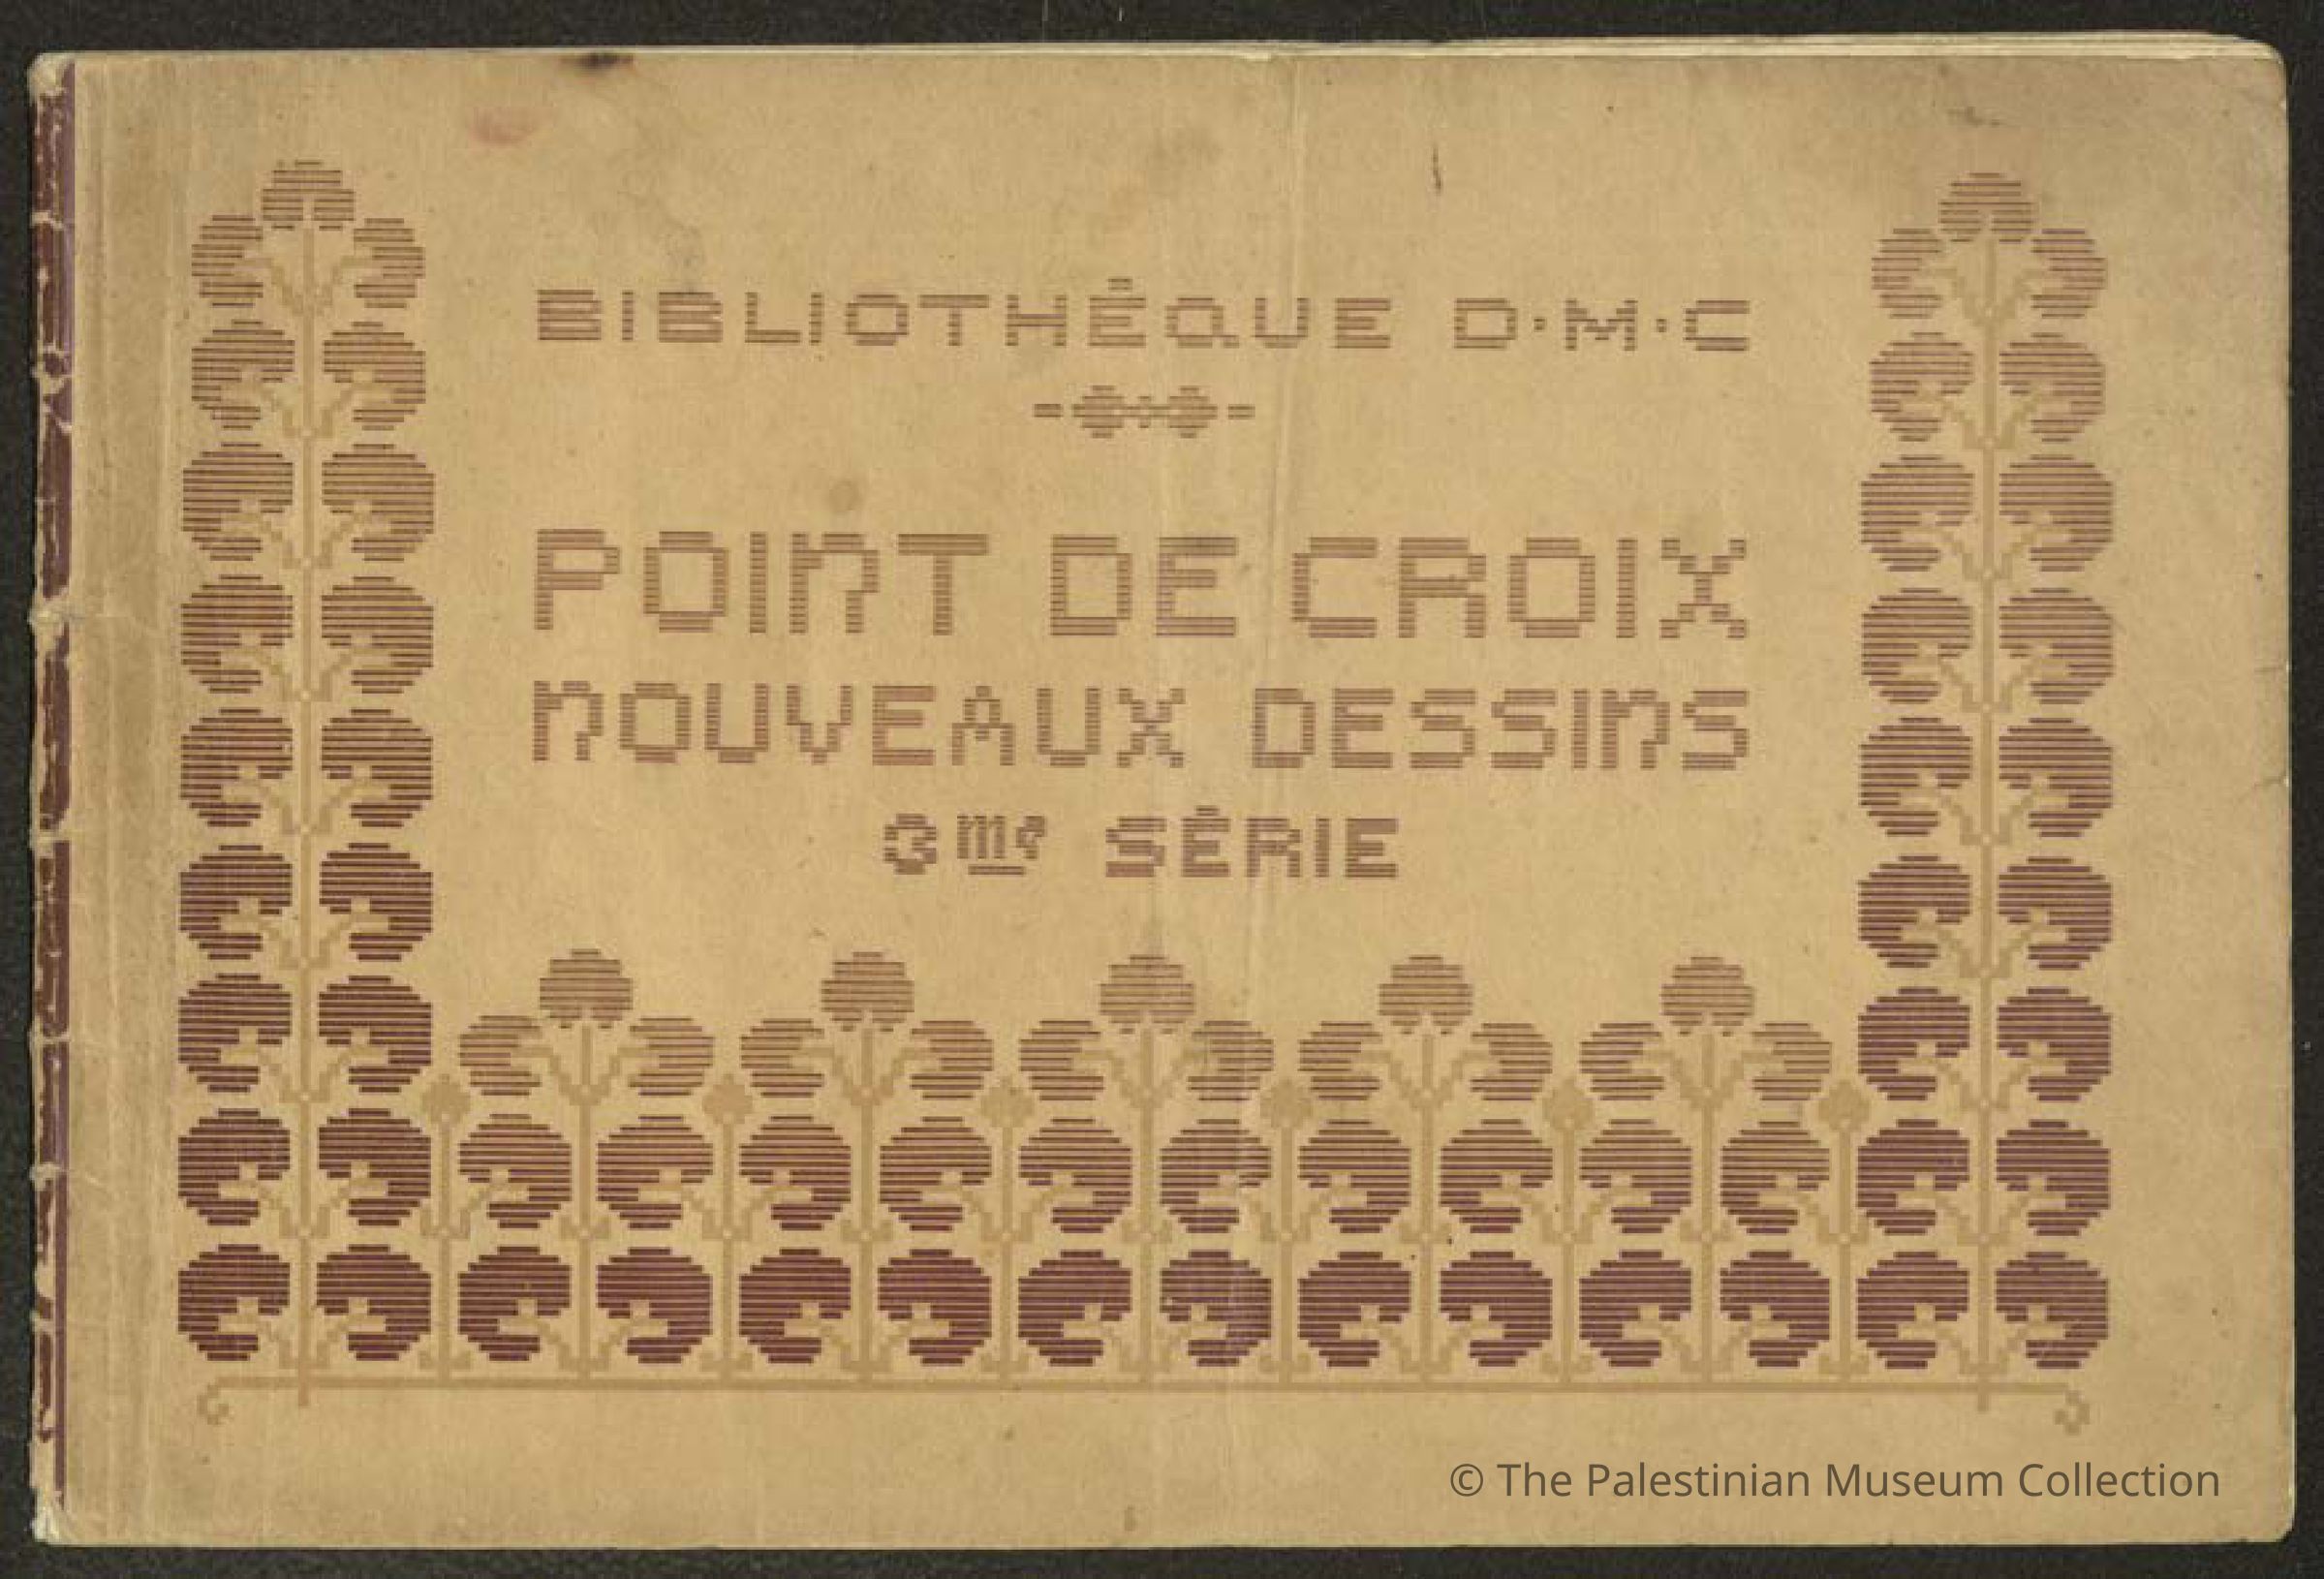 BIBLIOTHÈQUE D·M·C
POINT DE CROIX
NOUVEAUX DESSINS
3me SÉRIE
© The Palestinian Museum Collection